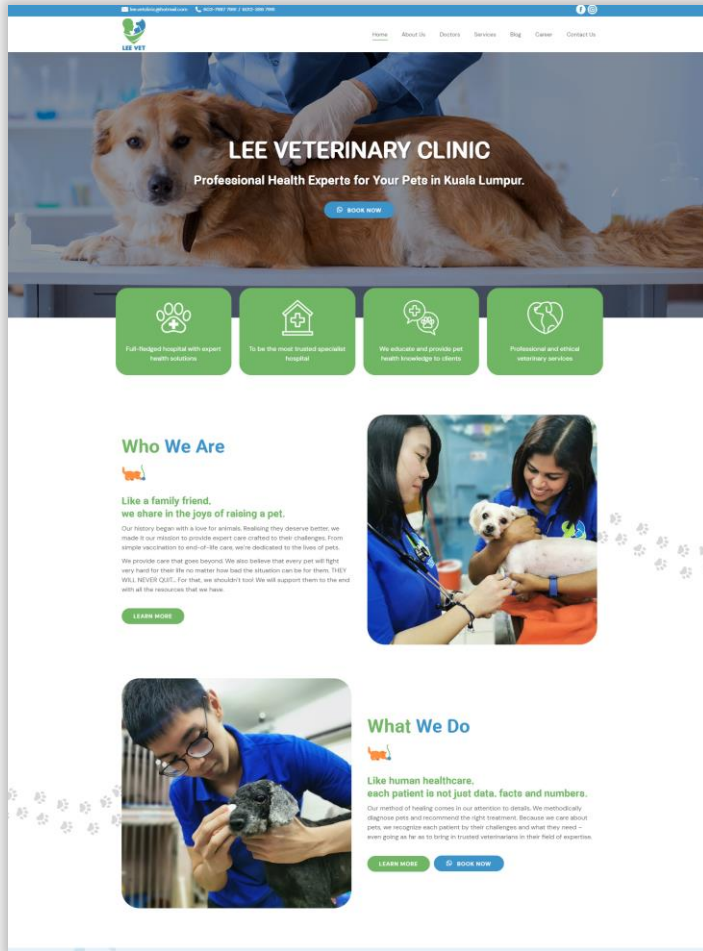 LEE VET
Home About Us Doctors Services Blog Career Contact Us
LEE VETERINARY CLINIC
Professional Health Experts for Your Pets in Kuala Lumpur.
BOOK NOW
Full-fledged hospital with expert
health solutions
To be the most trusted specialist
hospital
We educate and provide pet
health knowledge to clients
Professional and ethical
veterinary services
Who We Are
Like a family friend,
we share in the joys of raising a pet.
Our history began with a love for animals. Realising they deserve better, we
made it our mission to provide expert care crafted to their challenges. From
simple vaccination to end-of-life care, we're dedicated to the lives of pets.
We provide care that goes beyond. We also believe that every pet will fight
very hard for their life no matter how bad the situation can be for them. THEY
WILL NEVER QUIT... For that, we shouldn't too! We will support them to the end
with all the resources that we have.
LEARN MORE
What We Do
Like human healthcare,
each patient is not just data, facts and numbers.
Our method of healing comes in our attention to details. We methodically
diagnose pets and recommend the right treatment. Because we care about
pets, we recognize each patient by their challenges and what they need –
even going as far as to bring in trusted veterinarians in their field of expertise.
LEARN MORE
BOOK NOW